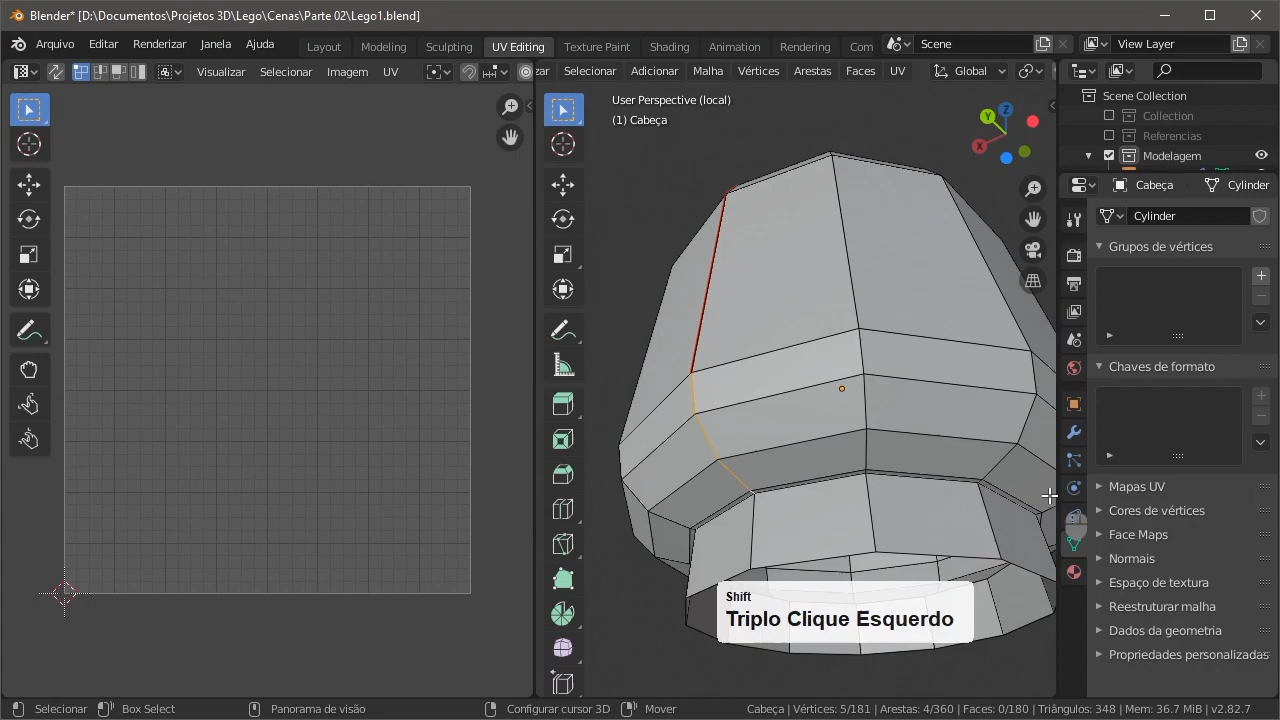 Blender* [D:\Documentos\Projetos 3D\Lego\Cenas\Parte 02\Lego1.blend]
Arquivo Editar Renderizar Janela Ajuda Layout Modeling Sculpting UV Editing Texture Paint Shading Animation Rendering Com Scene View Layer
Visualizar Selecionar Imagem UV zar Selecionar Adicionar Malha Vértices Arestas Faces UV Global
User Perspective (local)
(1) Cabeça
Z
Y
X
Scene Collection
Collection
Referencias
Modelagem
Cabeça Cylinder
Cylinder
Grupos de vértices
Chaves de formato
Mapas UV
Cores de vértices
Face Maps
Normais
Espaço de textura
Reestruturar malha
Dados da geometria
Propriedades personalizadas
Shift
Triplo Clique Esquerdo
Selecionar Box Select Panorama de visão Configurar cursor 3D Mover Cabeça | Vértices: 5/181 | Arestas: 4/360 | Faces: 0/180 | Triângulos: 348 | Mem: 36.7 MiB | v2.82.7